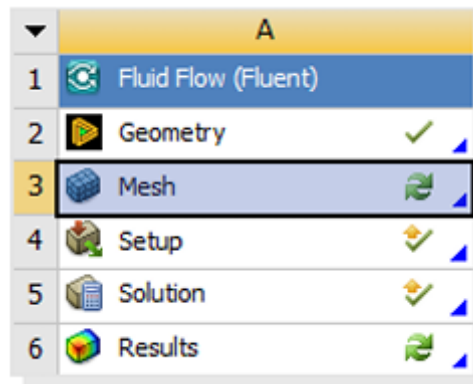 A
1 Fluid Flow (Fluent)
2 Geometry
3 Mesh
4 Setup
5 Solution
6 Results